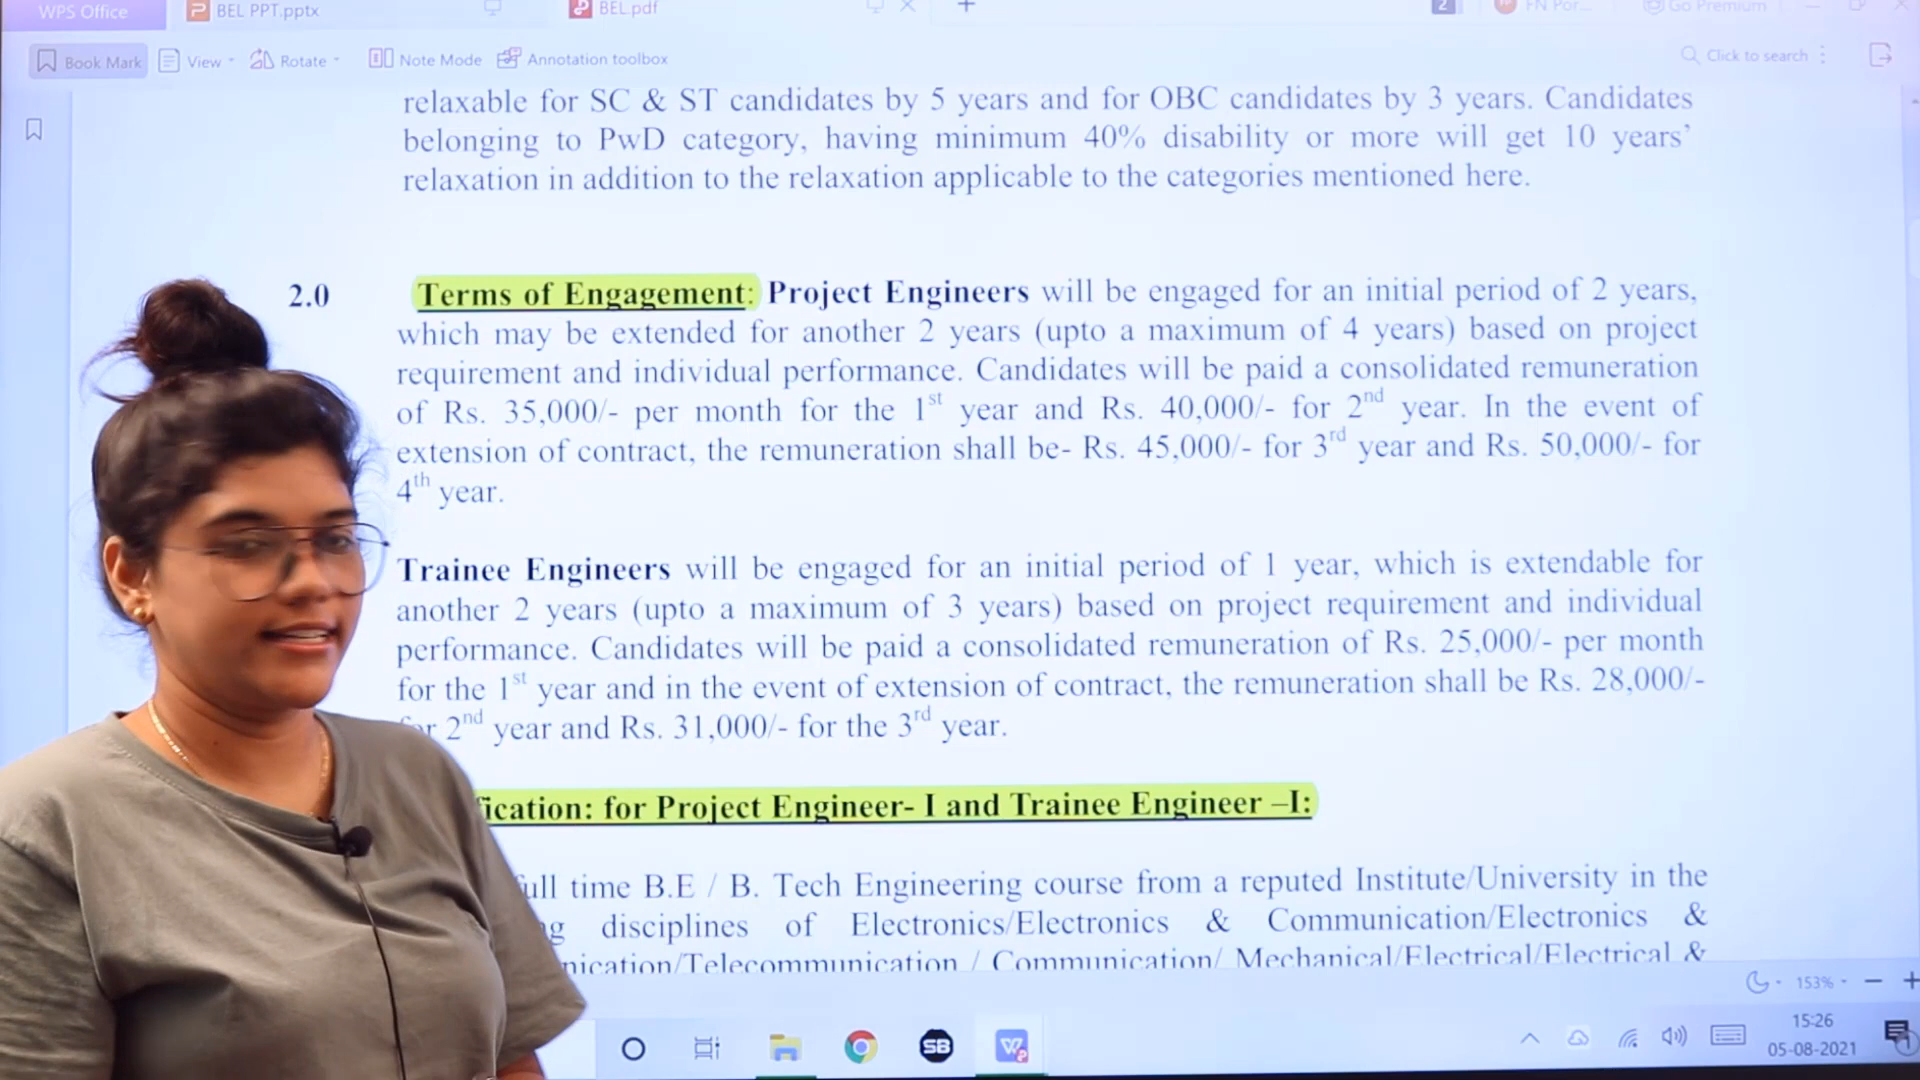 WPS Office
BEL PPT.pptx
BEL.pdf
2
FN Por...
Go Premium
Book Mark
View
Rotate
Note Mode
Annotation toolbox
Click to search
relaxable for SC & ST candidates by 5 years and for OBC candidates by 3 years. Candidates
belonging to PwD category, having minimum 40% disability or more will get 10 years’
relaxation in addition to the relaxation applicable to the categories mentioned here.
2.0 Terms of Engagement: Project Engineers will be engaged for an initial period of 2 years,
which may be extended for another 2 years (upto a maximum of 4 years) based on project
requirement and individual performance. Candidates will be paid a consolidated remuneration
of Rs. 35,000/- per month for the 1st year and Rs. 40,000/- for 2nd year. In the event of
extension of contract, the remuneration shall be- Rs. 45,000/- for 3rd year and Rs. 50,000/- for
4th year.
Trainee Engineers will be engaged for an initial period of 1 year, which is extendable for
another 2 years (upto a maximum of 3 years) based on project requirement and individual
performance. Candidates will be paid a consolidated remuneration of Rs. 25,000/- per month
for the 1st year and in the event of extension of contract, the remuneration shall be Rs. 28,000/-
2nd year and Rs. 31,000/- for the 3rd year.
ication: for Project Engineer- I and Trainee Engineer –I:
ull time B.E / B. Tech Engineering course from a reputed Institute/University in the
g disciplines of Electronics/Electronics & Communication/Electronics &
nication/Telecommunication / Communication/ Mechanical/Electrical/Electrical &
153%
SB
15:26
05-08-2021